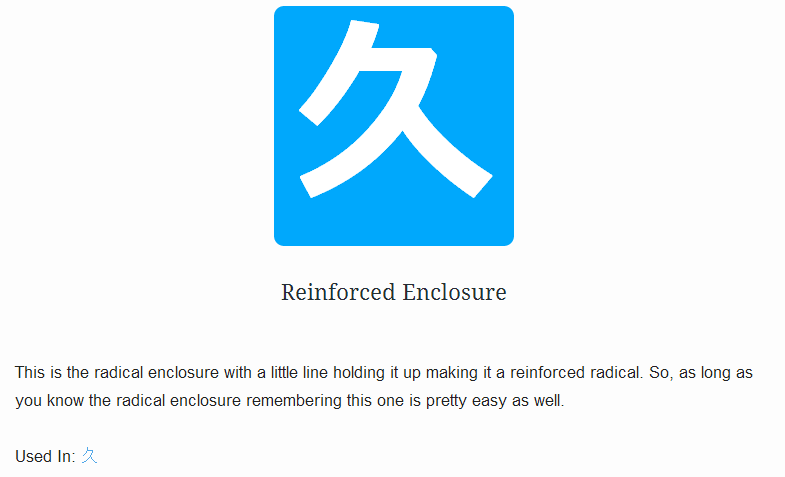 久
Reinforced Enclosure
This is the radical enclosure with a little line holding it up making it a reinforced radical. So, as long as
you know the radical enclosure remembering this one is pretty easy as well.
Used In: 久